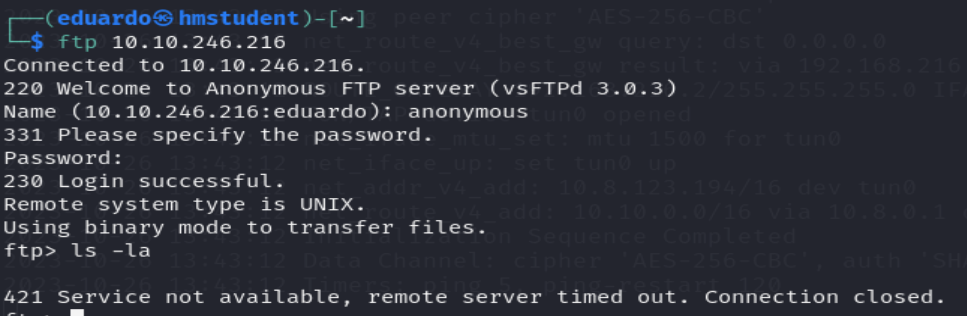 ┌──(eduardo㉿hmstudent)-[~]
└─$ ftp 10.10.246.216
Connected to 10.10.246.216.
220 Welcome to Anonymous FTP server (vsFTPd 3.0.3)
Name (10.10.246.216:eduardo): anonymous
331 Please specify the password.
Password:
230 Login successful.
Remote system type is UNIX.
Using binary mode to transfer files.
ftp> ls -la
421 Service not available, remote server timed out. Connection closed.